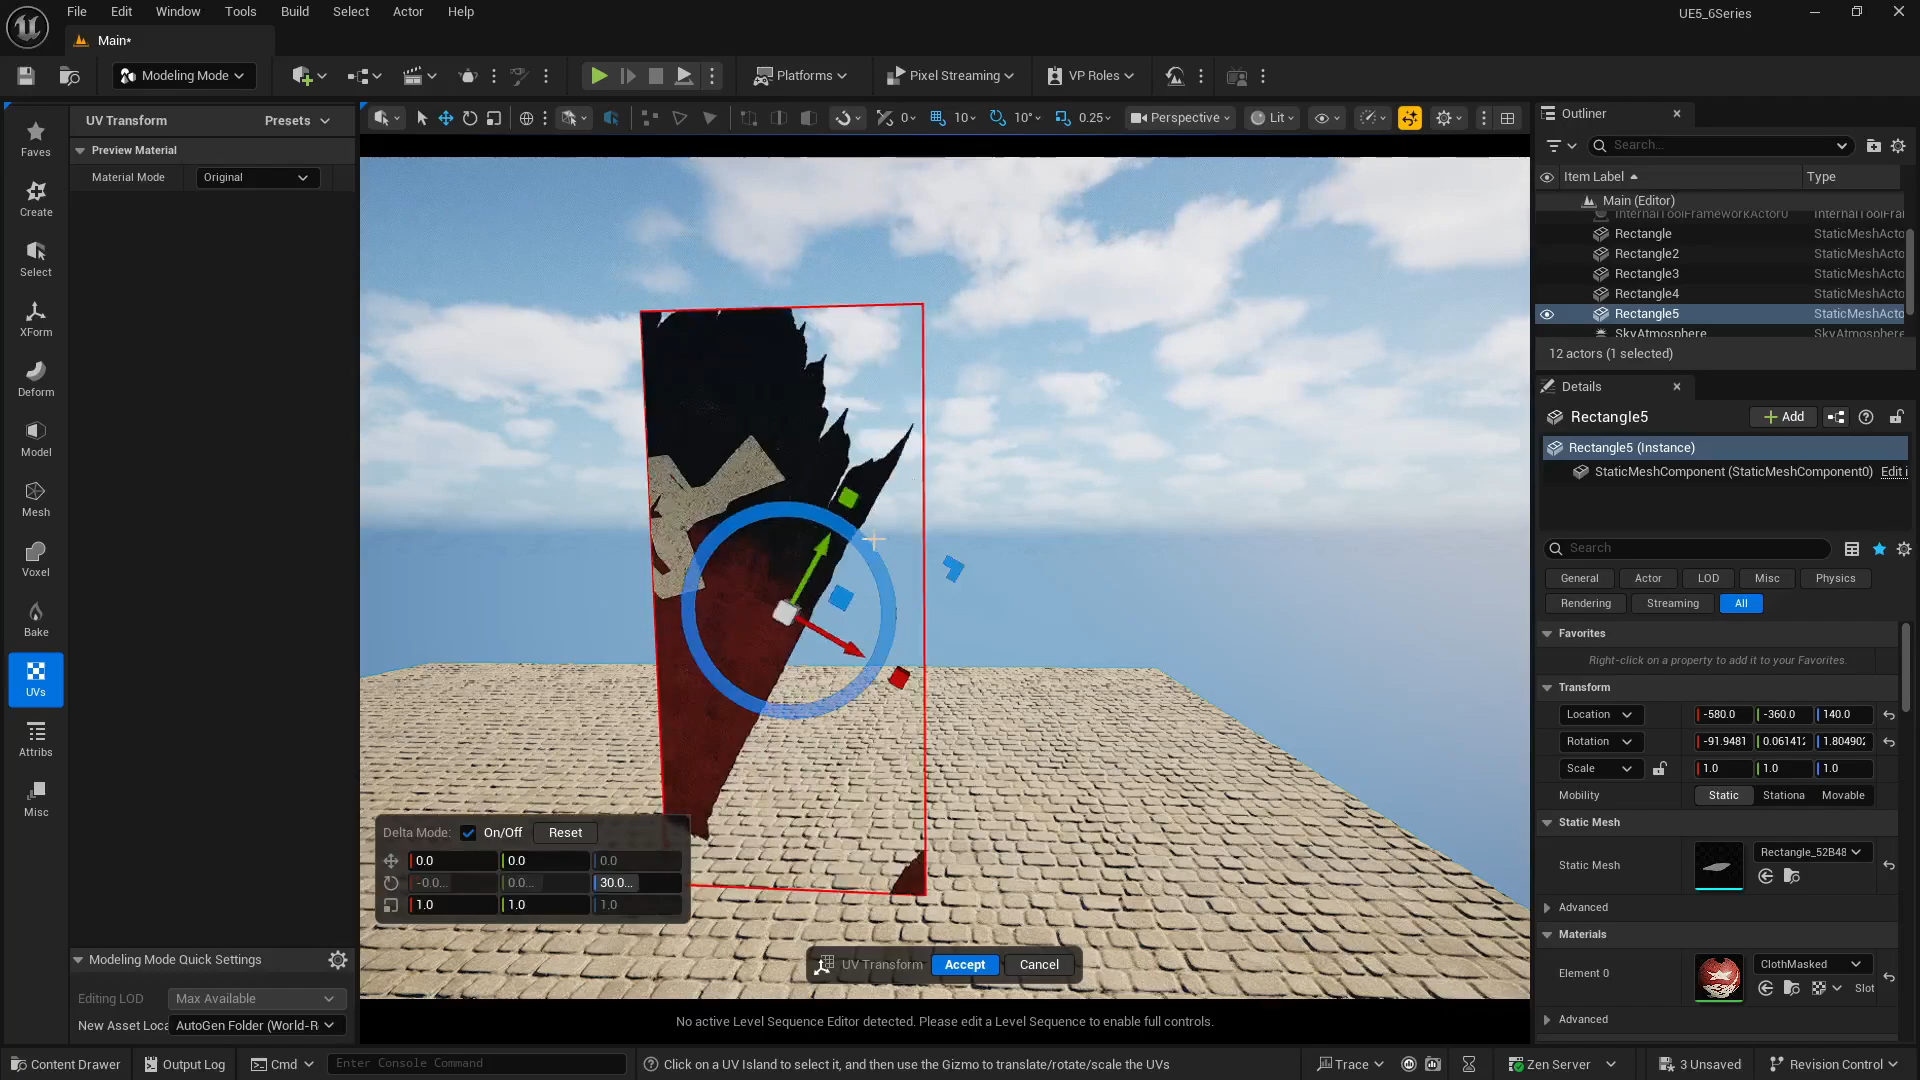 File Edit Window Tools Build Select Actor Help
UE5_6Series
Main*
Modeling Mode
Platforms
Pixel Streaming
VP Roles
UV Transform Presets
Preview Material
Material Mode Original
Faves
Create
Select
XForm
Deform
Model
Mesh
Voxel
Bake
UVs
Attribs
Misc
0 10 10° 0.25 Perspective Lit
Delta Mode: On/Off Reset
0.0 0.0 0.0
-0.0... 0.0... 30.0...
1.0 1.0 1.0
UV Transform Accept Cancel
No active Level Sequence Editor detected. Please edit a Level Sequence to enable full controls.
Modeling Mode Quick Settings
Editing LOD Max Available
New Asset Loca AutoGen Folder (World-R
Outliner
Search...
Item Label Type
Main (Editor)
InternalToolFrameworkActor0 InternalToolFra
Rectangle StaticMeshActo
Rectangle2 StaticMeshActo
Rectangle3 StaticMeshActo
Rectangle4 StaticMeshActo
Rectangle5 StaticMeshActo
SkyAtmosphere SkyAtmosphere
12 actors (1 selected)
Details
Rectangle5 Add
Rectangle5 (Instance)
StaticMeshComponent (StaticMeshComponent0) Edit i
Search
General Actor LOD Misc Physics
Rendering Streaming All
Favorites
Right-click on a property to add it to your Favorites.
Transform
Location -580.0 -360.0 140.0
Rotation -91.9481 0.061412 1.804902
Scale 1.0 1.0 1.0
Mobility Static Stationa Movable
Static Mesh
Static Mesh Rectangle_52B48
Advanced
Materials
Element 0 ClothMasked
Slot
Advanced
Content Drawer Output Log Cmd Enter Console Command Click on a UV Island to select it, and then use the Gizmo to translate/rotate/scale the UVs Trace Zen Server 3 Unsaved Revision Control